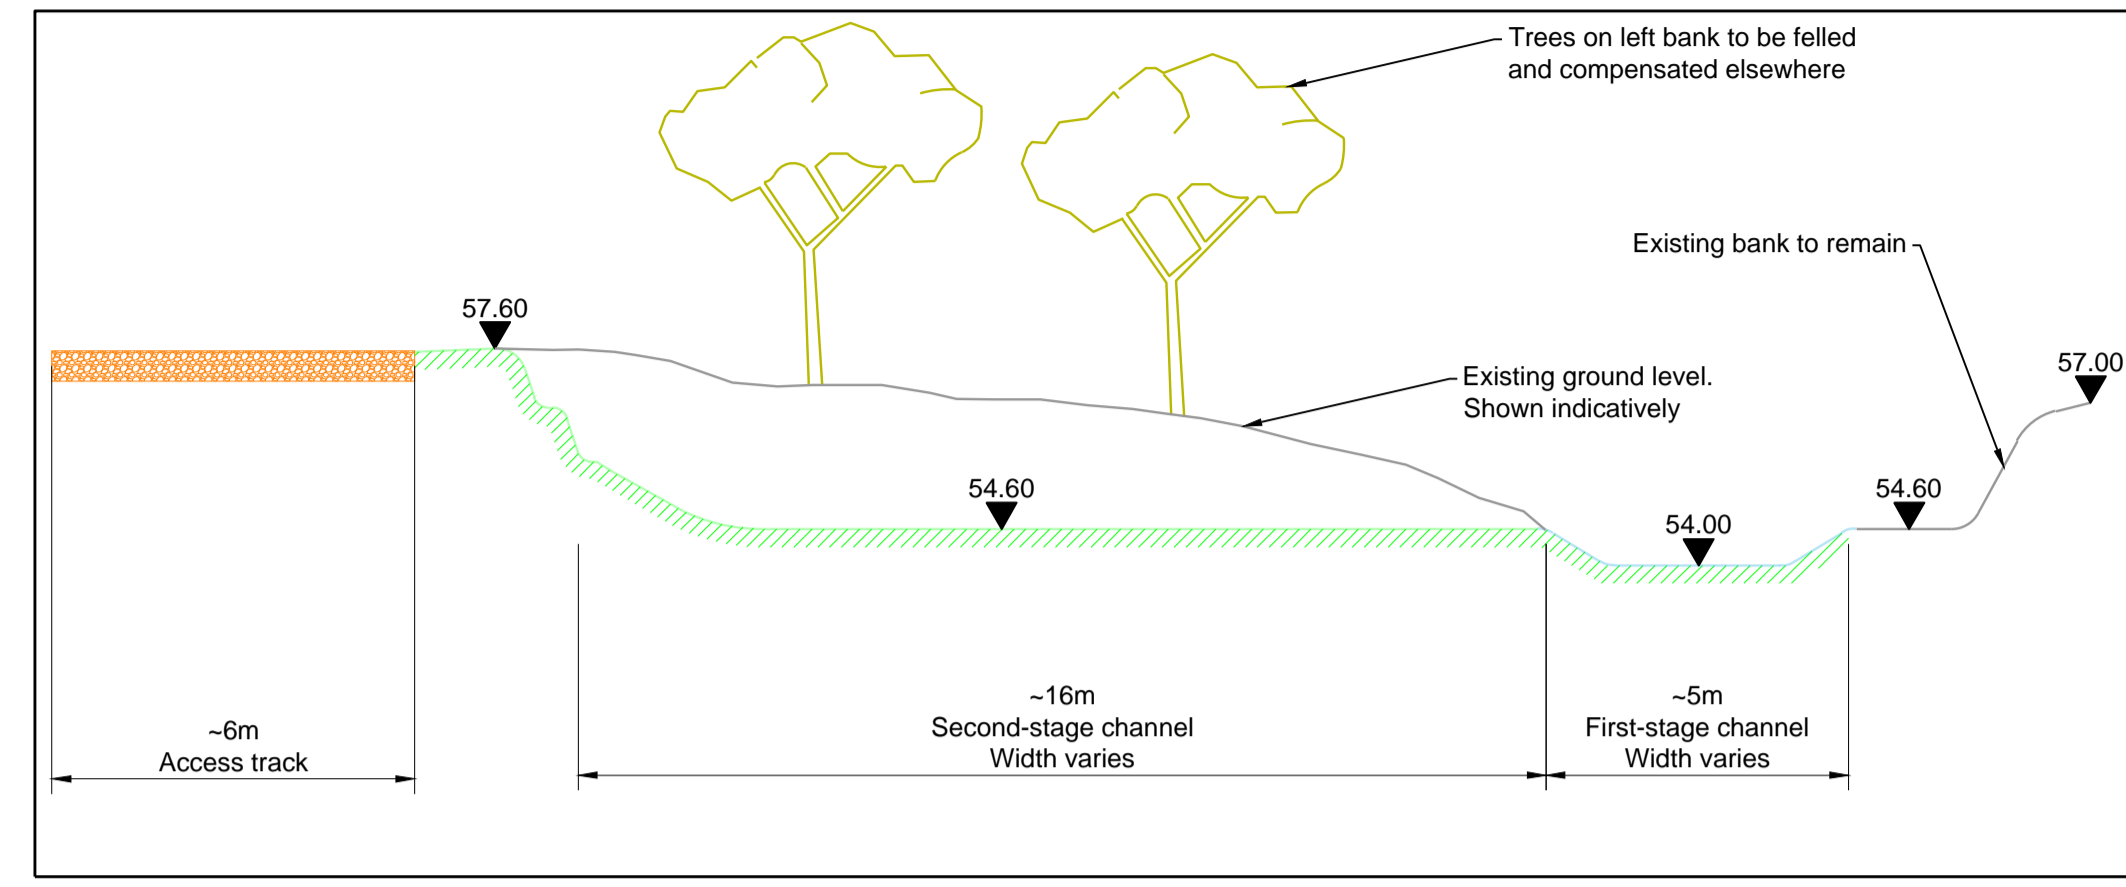 Trees on left bank to be felled
and compensated elsewhere
Existing bank to remain
57.60
57.00
Existing ground level.
Shown indicatively
54.60
54.60
54.00
~16m
Second-stage channel
Width varies
~5m
First-stage channel
Width varies
~6m
Access track